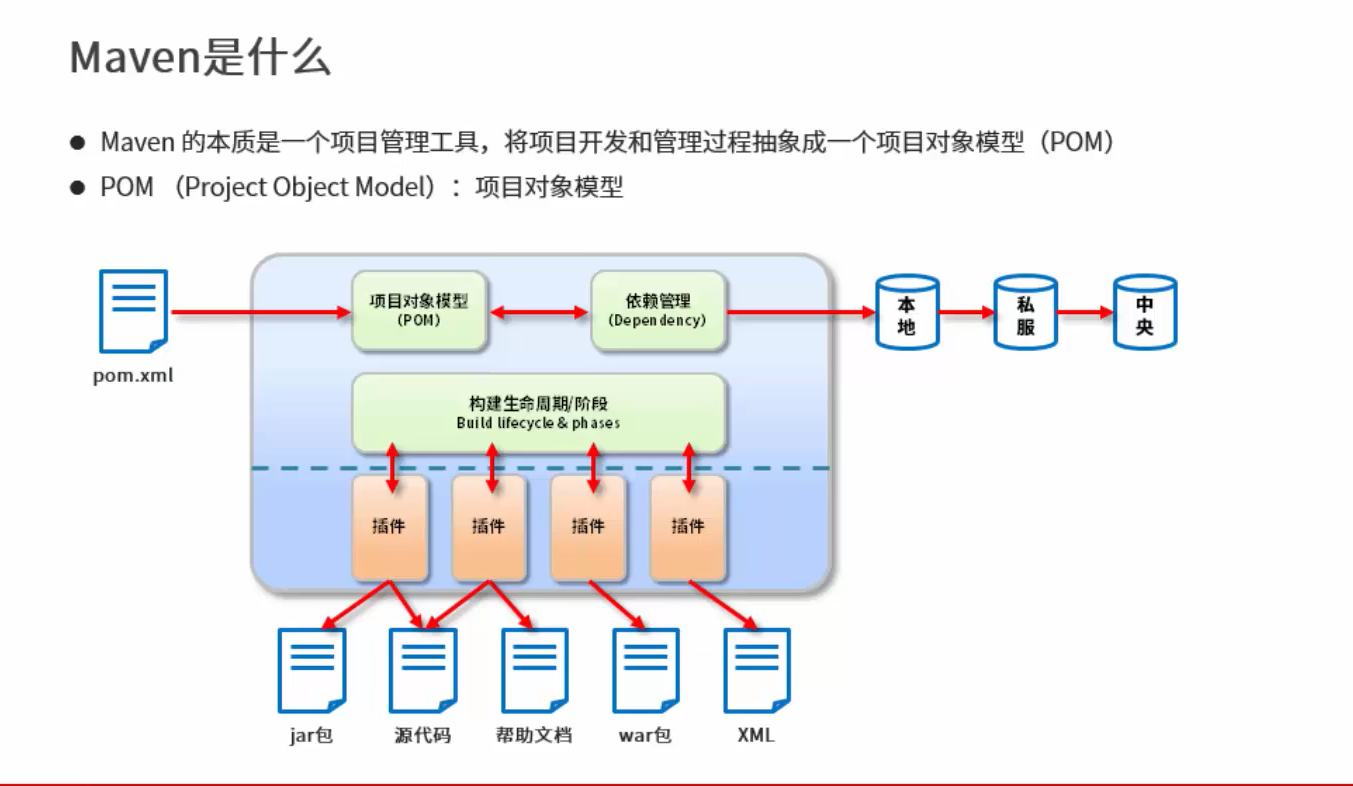 Maven是什么
● Maven 的本质是一个项目管理工具，将项目开发和管理过程抽象成一个项目对象模型（POM）
● POM （Project Object Model）：项目对象模型
pom.xml
项目对象模型
（POM）
依赖管理
（Dependency）
本
地
私
服
中
央
构建生命周期/阶段
Build lifecycle & phases
插件
插件
插件
插件
jar包
源代码
帮助文档
war包
XML